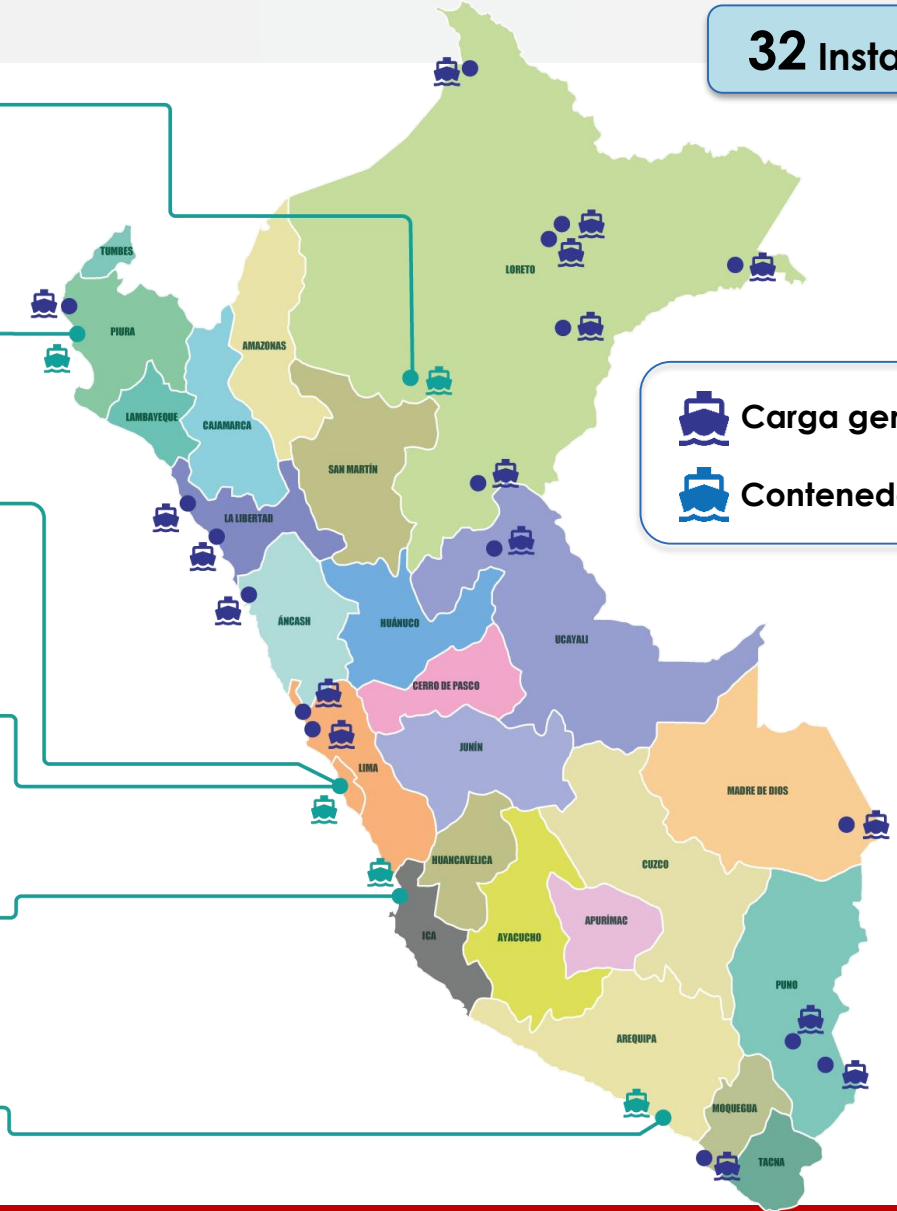 32 Insta
LORETO
TUMBES
PIURA
AMAZONAS
LAMBAYEQUE
CAJAMARCA
SAN MARTÍN
Carga ger
Contened
LA LIBERTAD
ÁNCASH
HUÁNUCO
UCAYALI
CERRO DE PASCO
JUNÍN
LIMA
MADRE DE DIOS
HUANCAVELICA
CUZCO
ICA
AYACUCHO
APURÍMAC
PUNO
AREQUIPA
MOQUEGUA
TACNA